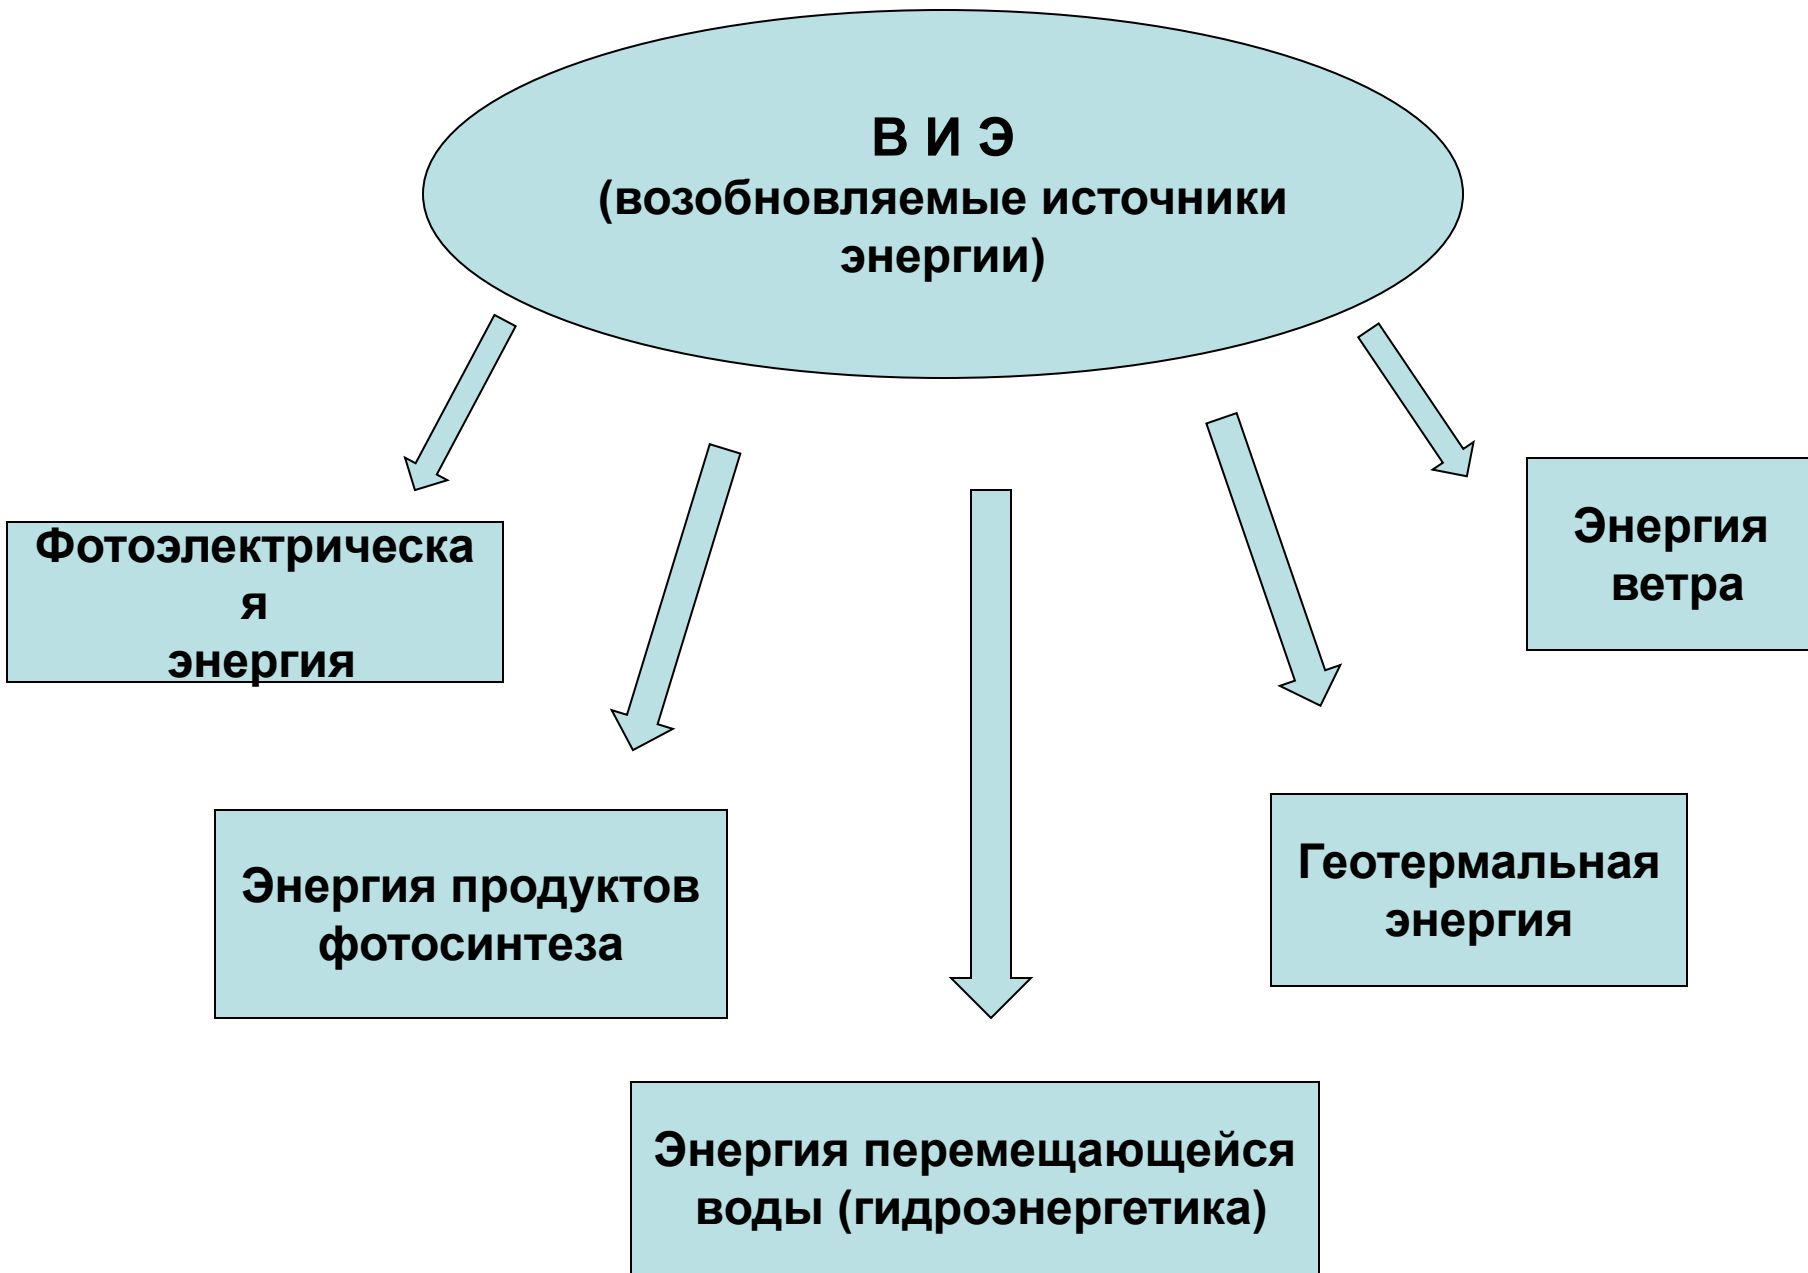 В И Э
(возобновляемые источники
энергии)
Фотоэлектрическа
я
энергия
Энергия
ветра
Энергия продуктов
фотосинтеза
Геотермальная
энергия
Энергия перемещающейся
воды (гидроэнергетика)